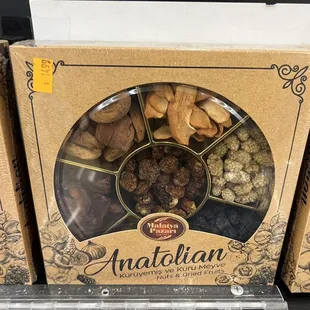 Malatya
Pazarı
Anatolian
Kuruyemiş ve Kuru Meyve
Nuts & Dried Fruits